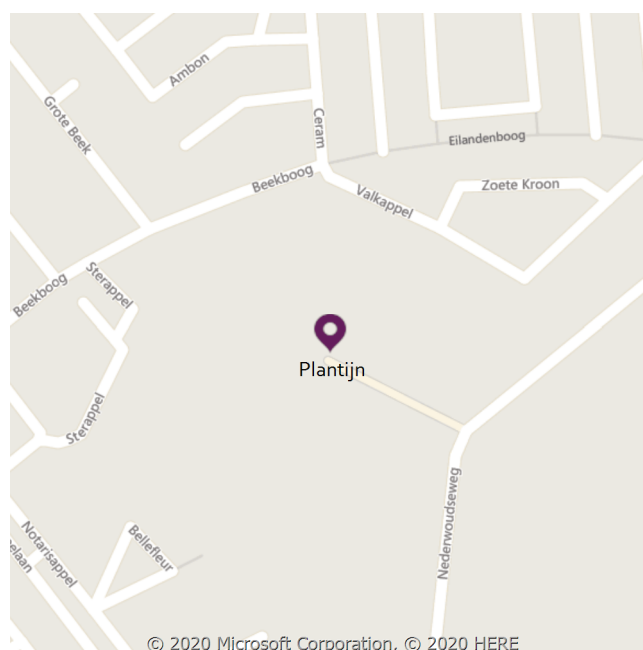 Ambon
Grote Beek
Ceram
Eilandenboog
Beekboog
Zoete Kroon
Valkappel
Sterappel
Beekboog
Plantijn
Sterappel
Nederwoudseweg
Notarisappel
Bellefleur
pelaan
© 2020 Microsoft Corporation, © 2020 HERE